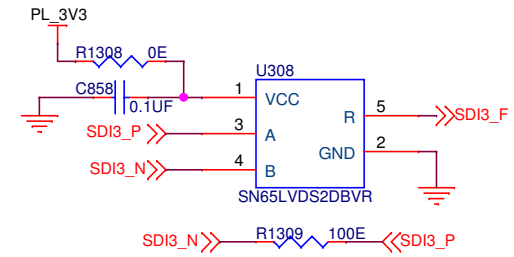 PL_3V3
R1308 0E
U308
C858
0.1UF
1 VCC
SDI3_P 3 A
R 5 SDI3_F
SDI3_N 4 B
GND 2
SN65LVDS2DBVR
SDI3_N R1309 100E SDI3_P